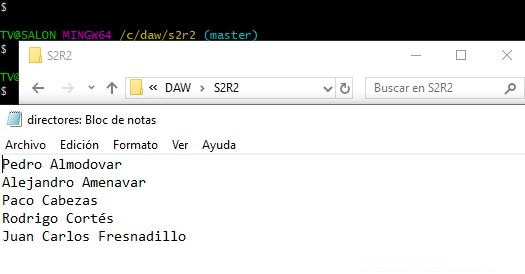 $
TV@SALON MINGW64 /c/daw/s2r2 (master)
$
S2R2
TV@
« DAW > S2R2
Buscar en S2R2
$
directores: Bloc de notas
Archivo Edición Formato Ver Ayuda
Pedro Almodovar
Alejandro Amenavar
Paco Cabezas
Rodrigo Cortés
Juan Carlos Fresnadillo